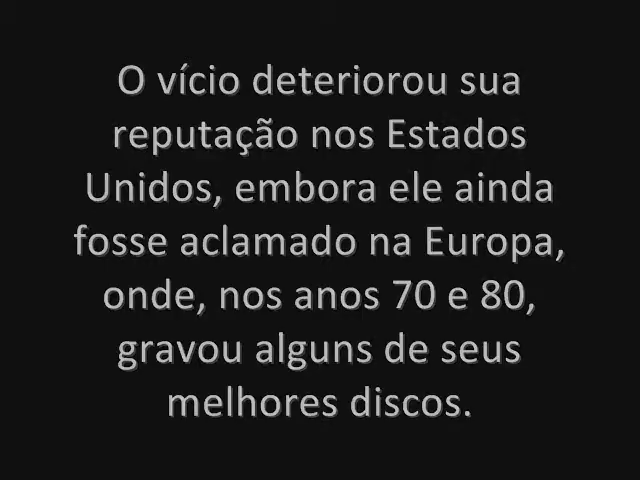 O vício deteriorou sua
reputação nos Estados
Unidos, embora ele ainda
fosse aclamado na Europa,
onde, nos anos 70 e 80,
gravou alguns de seus
melhores discos.